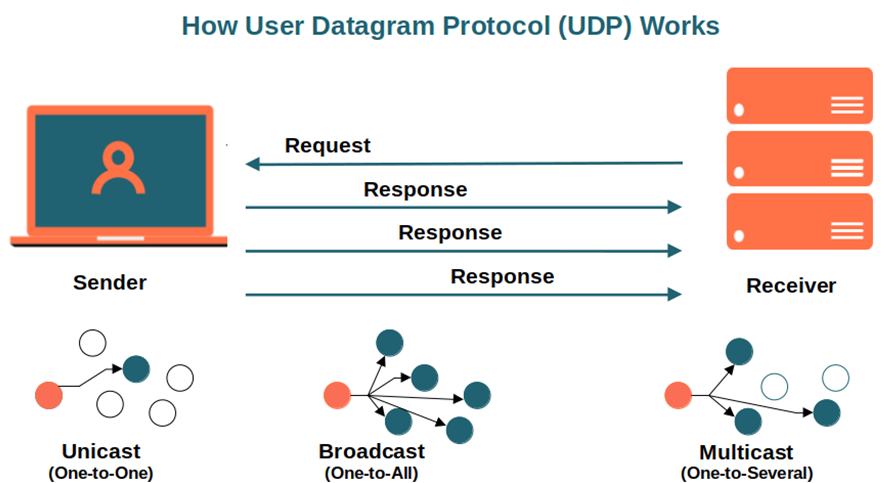 How User Datagram Protocol (UDP) Works
Request
Response
Response
Response
Sender
Receiver
Unicast
(One-to-One)
Broadcast
(One-to-All)
Multicast
(One-to-Several)